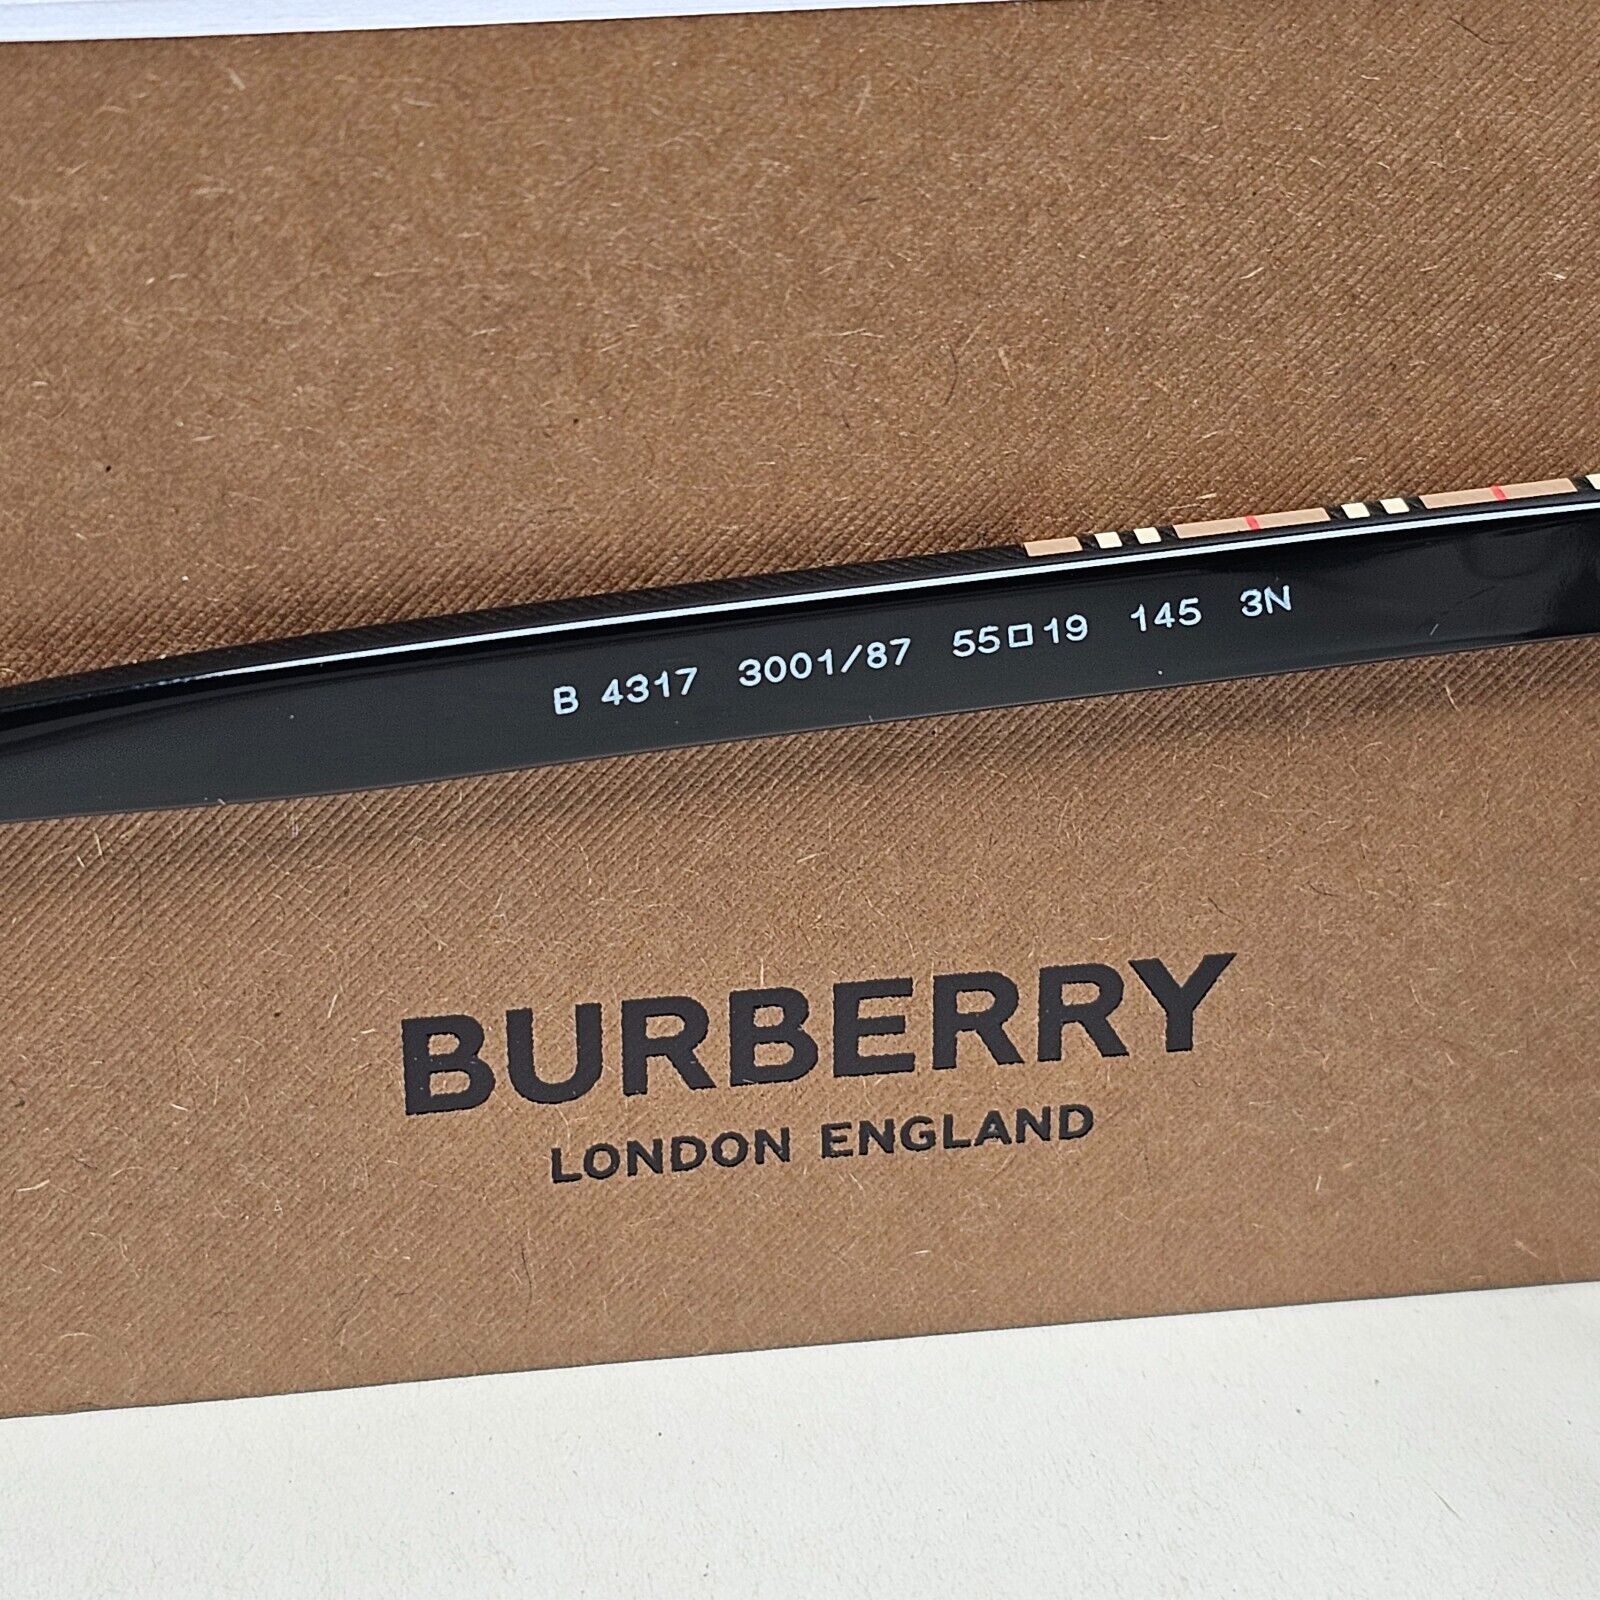 B 4317 3001/87 55□19 145 3N
BURBERRY
LONDON ENGLAND